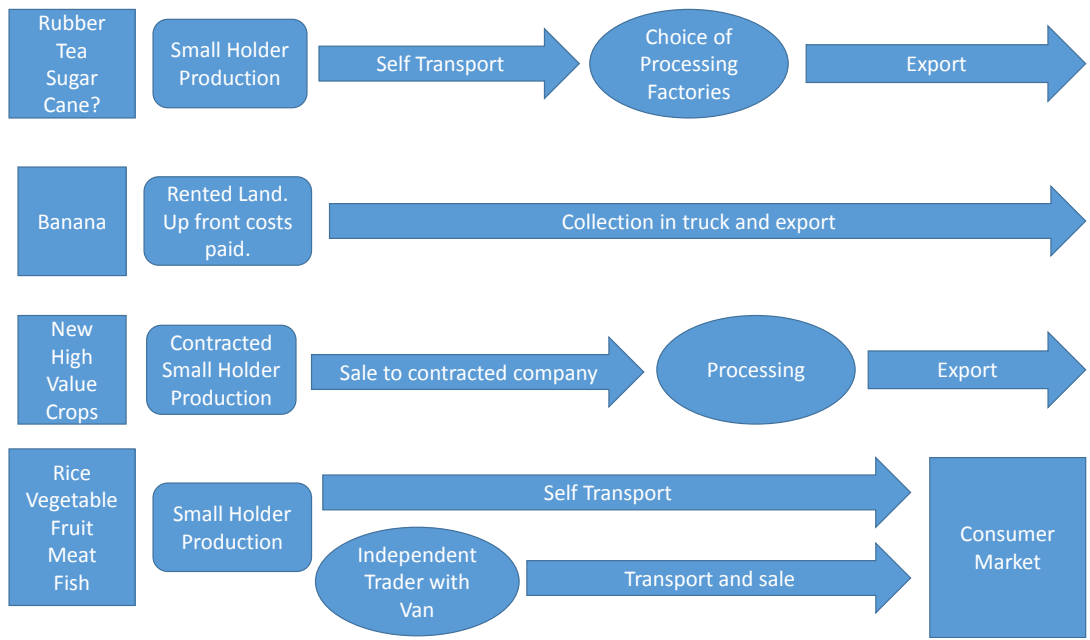 Rubber
Tea
Sugar
Cane?
Small Holder
Production
Self Transport
Choice of
Processing
Factories
Export
Banana
Rented Land.
Up front costs
paid.
Collection in truck and export
New
High
Value
Crops
Contracted
Small Holder
Production
Sale to contracted company
Processing
Export
Rice
Vegetable
Fruit
Meat
Fish
Small Holder
Production
Self Transport
Independent
Trader with
Van
Transport and sale
Consumer
Market